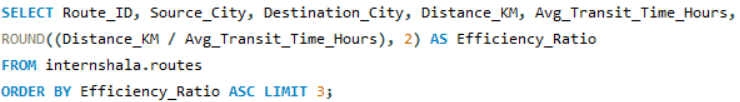 SELECT Route_ID, Source_City, Destination_City, Distance_KM, Avg_Transit_Time_Hours,
ROUND((Distance_KM / Avg_Transit_Time_Hours), 2) AS Efficiency_Ratio
FROM internshala.routes
ORDER BY Efficiency_Ratio ASC LIMIT 3;